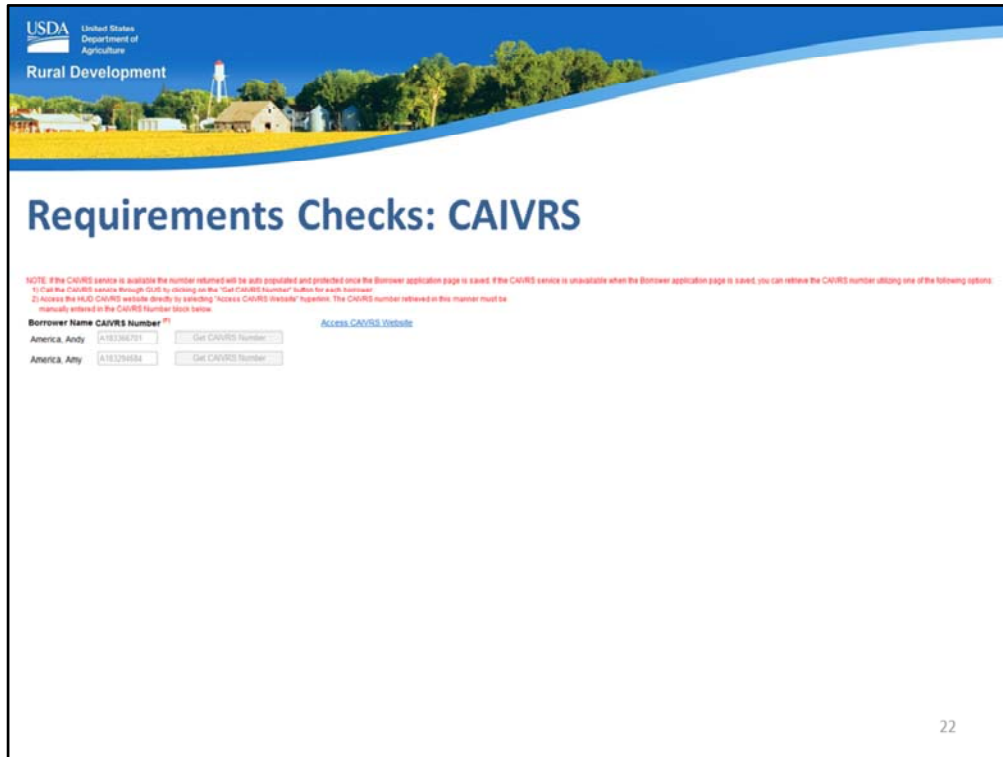 USDA United States
Department of
Agriculture
Rural Development
Requirements Checks: CAIVRS
NOTE: If the CAIVRS service is available the number returned will be auto populated and protected once the Borrower application page is saved. If the CAIVRS service is unavailable when the Borrower application page is saved, you can retrieve the CAIVRS number utilizing one of the following options:
1) Call the CAIVRS service through GUS by clicking on the "Get CAIVRS Number" button for each borrower.
2) Access the HUD CAIVRS website directly by selecting "Access CAIVRS Website" hyperlink. The CAIVRS number retrieved in this manner must be
manually entered in the CAIVRS Number block below.
Borrower Name CAIVRS Number Access CAIVRS Website
America, Andy A183366701 Get CAIVRS Number
America, Amy A183294684 Get CAIVRS Number
22